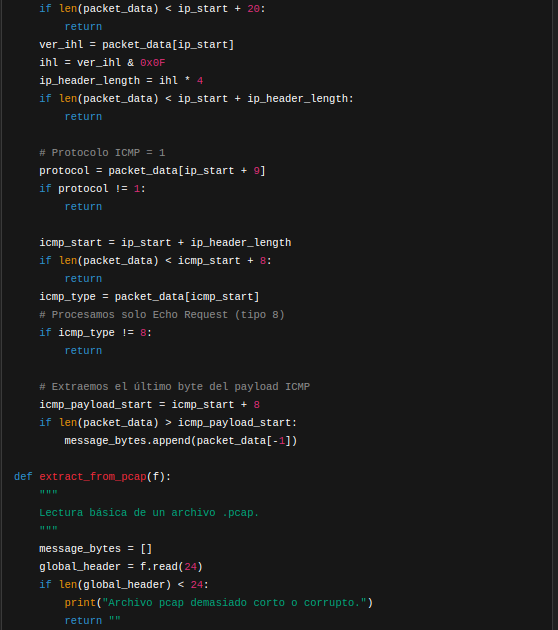 if len(packet_data) < ip_start + 20:
        return
    ver_ihl = packet_data[ip_start]
    ihl = ver_ihl & 0x0F
    ip_header_length = ihl * 4
    if len(packet_data) < ip_start + ip_header_length:
        return

    # Protocolo ICMP = 1
    protocol = packet_data[ip_start + 9]
    if protocol != 1:
        return

    icmp_start = ip_start + ip_header_length
    if len(packet_data) < icmp_start + 8:
        return
    icmp_type = packet_data[icmp_start]
    # Procesamos solo Echo Request (tipo 8)
    if icmp_type != 8:
        return

    # Extraemos el último byte del payload ICMP
    icmp_payload_start = icmp_start + 8
    if len(packet_data) > icmp_payload_start:
        message_bytes.append(packet_data[-1])

def extract_from_pcap(f):
    """
    Lectura básica de un archivo .pcap.
    """
    message_bytes = []
    global_header = f.read(24)
    if len(global_header) < 24:
        print("Archivo pcap demasiado corto o corrupto.")
        return ""